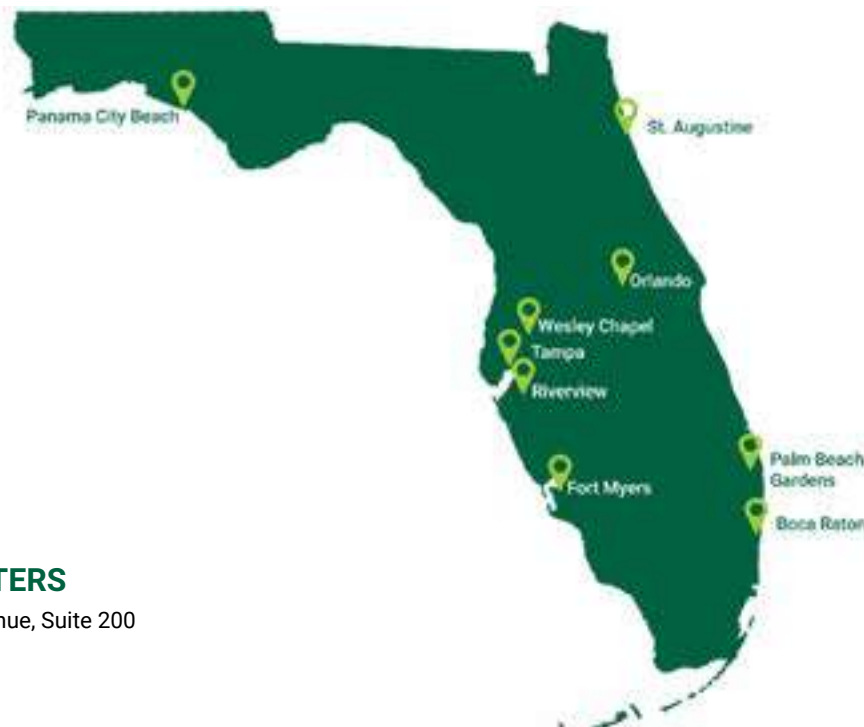 Panama City Beach
St. Augustine
Orlando
Wesley Chapel
Tampa
Riverview
Fort Myers
Palm Beach
Gardens
Boca Raton
TERS
nue, Suite 200